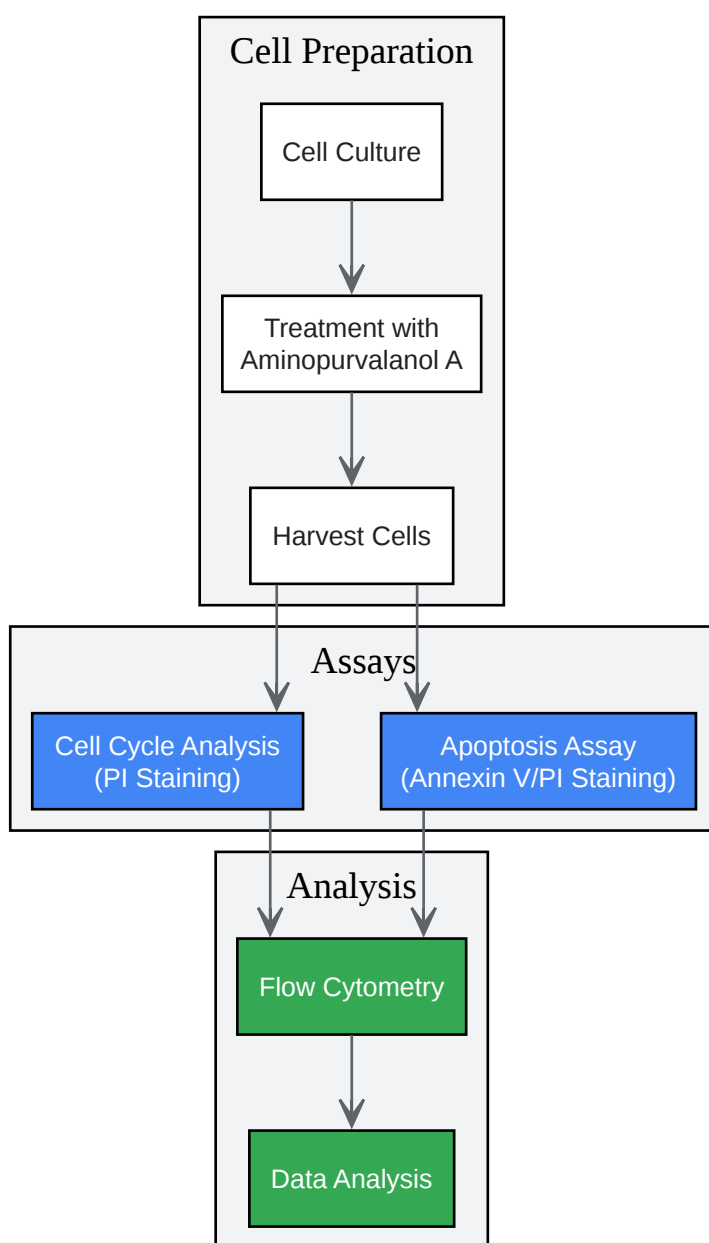 Cell Preparation
Cell Culture
Treatment with
Aminopurvalanol A
Harvest Cells
Assays
Cell Cycle Analysis
(PI Staining)
Apoptosis Assay
(Annexin V/PI Staining)
Analysis
Flow Cytometry
Data Analysis